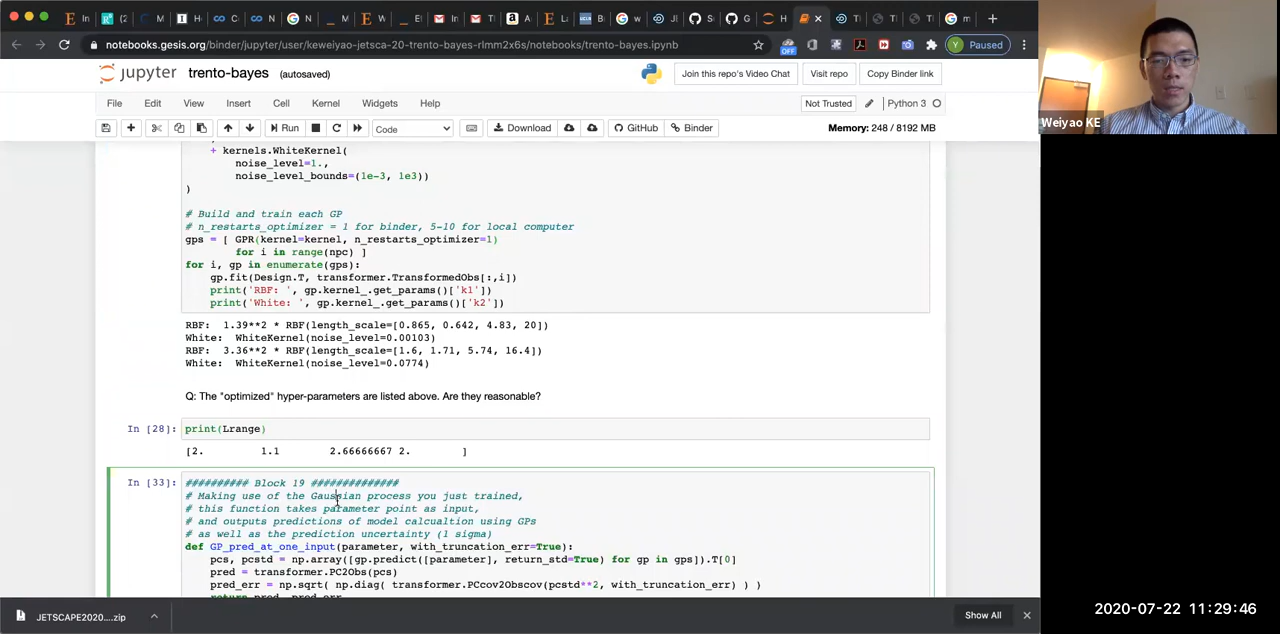 notebooks.gesis.org/binder/jupyter/user/keweiyao-jetsca-20-trento-bayes-rlmm2x6s/notebooks/trento-bayes.ipynb
OFF
Y Paused
jupyter trento-bayes (autosaved)
Join this repo's Video Chat
Visit repo
Copy Binder link
File Edit View Insert Cell Kernel Widgets Help
Not Trusted
Python 3
Run
Code
Download
GitHub
Binder
Memory: 248 / 8192 MB
+ kernels.WhiteKernel(
noise_level=1.,
noise_level_bounds=(1e-3, 1e3))
)
# Build and train each GP
# n_restarts_optimizer = 1 for binder, 5-10 for local computer
gps = [ GPR(kernel=kernel, n_restarts_optimizer=1)
for i in range(npc) ]
for i, gp in enumerate(gps):
gp.fit(Design.T, transformer.TransformedObs[:,i])
print('RBF: ', gp.kernel_.get_params()['k1'])
print('White: ', gp.kernel_.get_params()['k2'])
RBF:  1.39**2 * RBF(length_scale=[0.865, 0.642, 4.83, 20])
White:  WhiteKernel(noise_level=0.00103)
RBF:  3.36**2 * RBF(length_scale=[1.6, 1.71, 5.74, 16.4])
White:  WhiteKernel(noise_level=0.0774)
Q: The "optimized" hyper-parameters are listed above. Are they reasonable?
In [28]: print(Lrange)
[2. 1.1 2.66666667 2. ]
In [33]: ########## Block 19 ##############
# Making use of the Gaussian process you just trained,
# this function takes parameter point as input,
# and outputs predictions of model calcualtion using GPs
# as well as the prediction uncertainty (1 sigma)
def GP_pred_at_one_input(parameter, with_truncation_err=True):
pcs, pcstd = np.array([gp.predict([parameter], return_std=True) for gp in gps]).T[0]
pred = transformer.PC2Obs(pcs)
pred_err = np.sqrt( np.diag( transformer.PCcov2Obscov(pcstd**2, with_truncation_err) ) )
return pred, pred_err
JETSCAPE2020....zip
Show All
Weiyao KE
2020-07-22 11:29:46